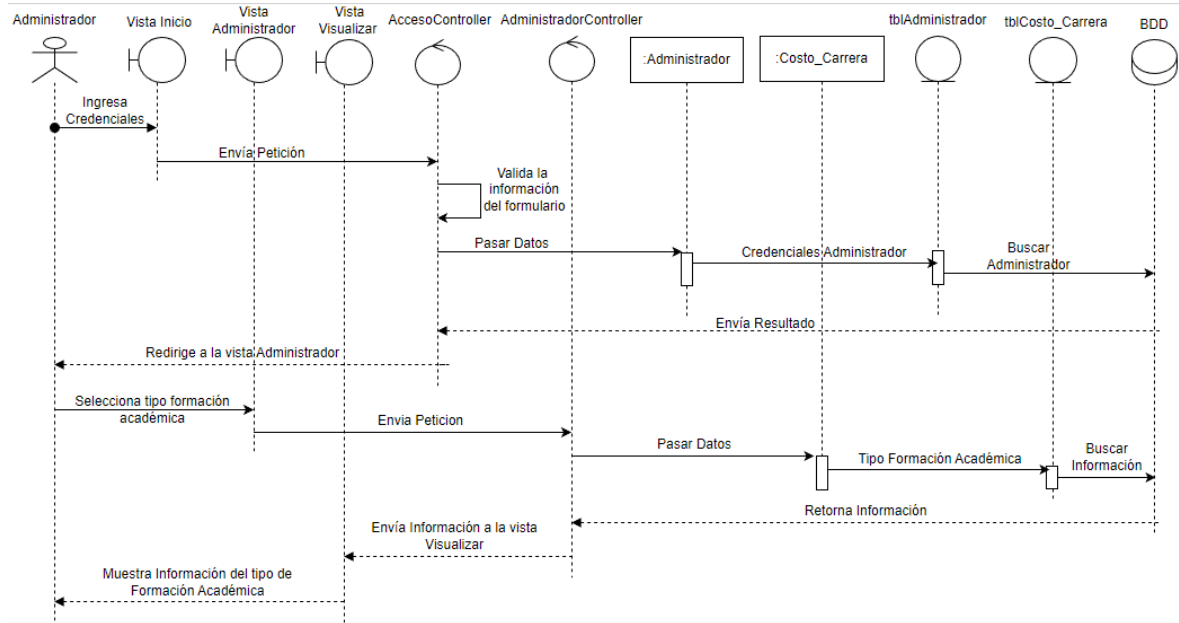 Administrador
Vista Inicio
Vista
Administrador
Vista
Visualizar
AccesoController
AdministradorController
:Administrador
:Costo_Carrera
tblAdministrador
tblCosto_Carrera
BDD
Ingresa
Credenciales
Envía Petición
Valida la
información
del formulario
Pasar Datos
Credenciales Administrador
Buscar
Administrador
Envía Resultado
Redirige a la vista Administrador
Selecciona tipo formación
académica
Envia Peticion
Pasar Datos
Tipo Formación Académica
Buscar
Información
Retorna Información
Envía Información a la vista
Visualizar
Muestra Información del tipo de
Formación Académica